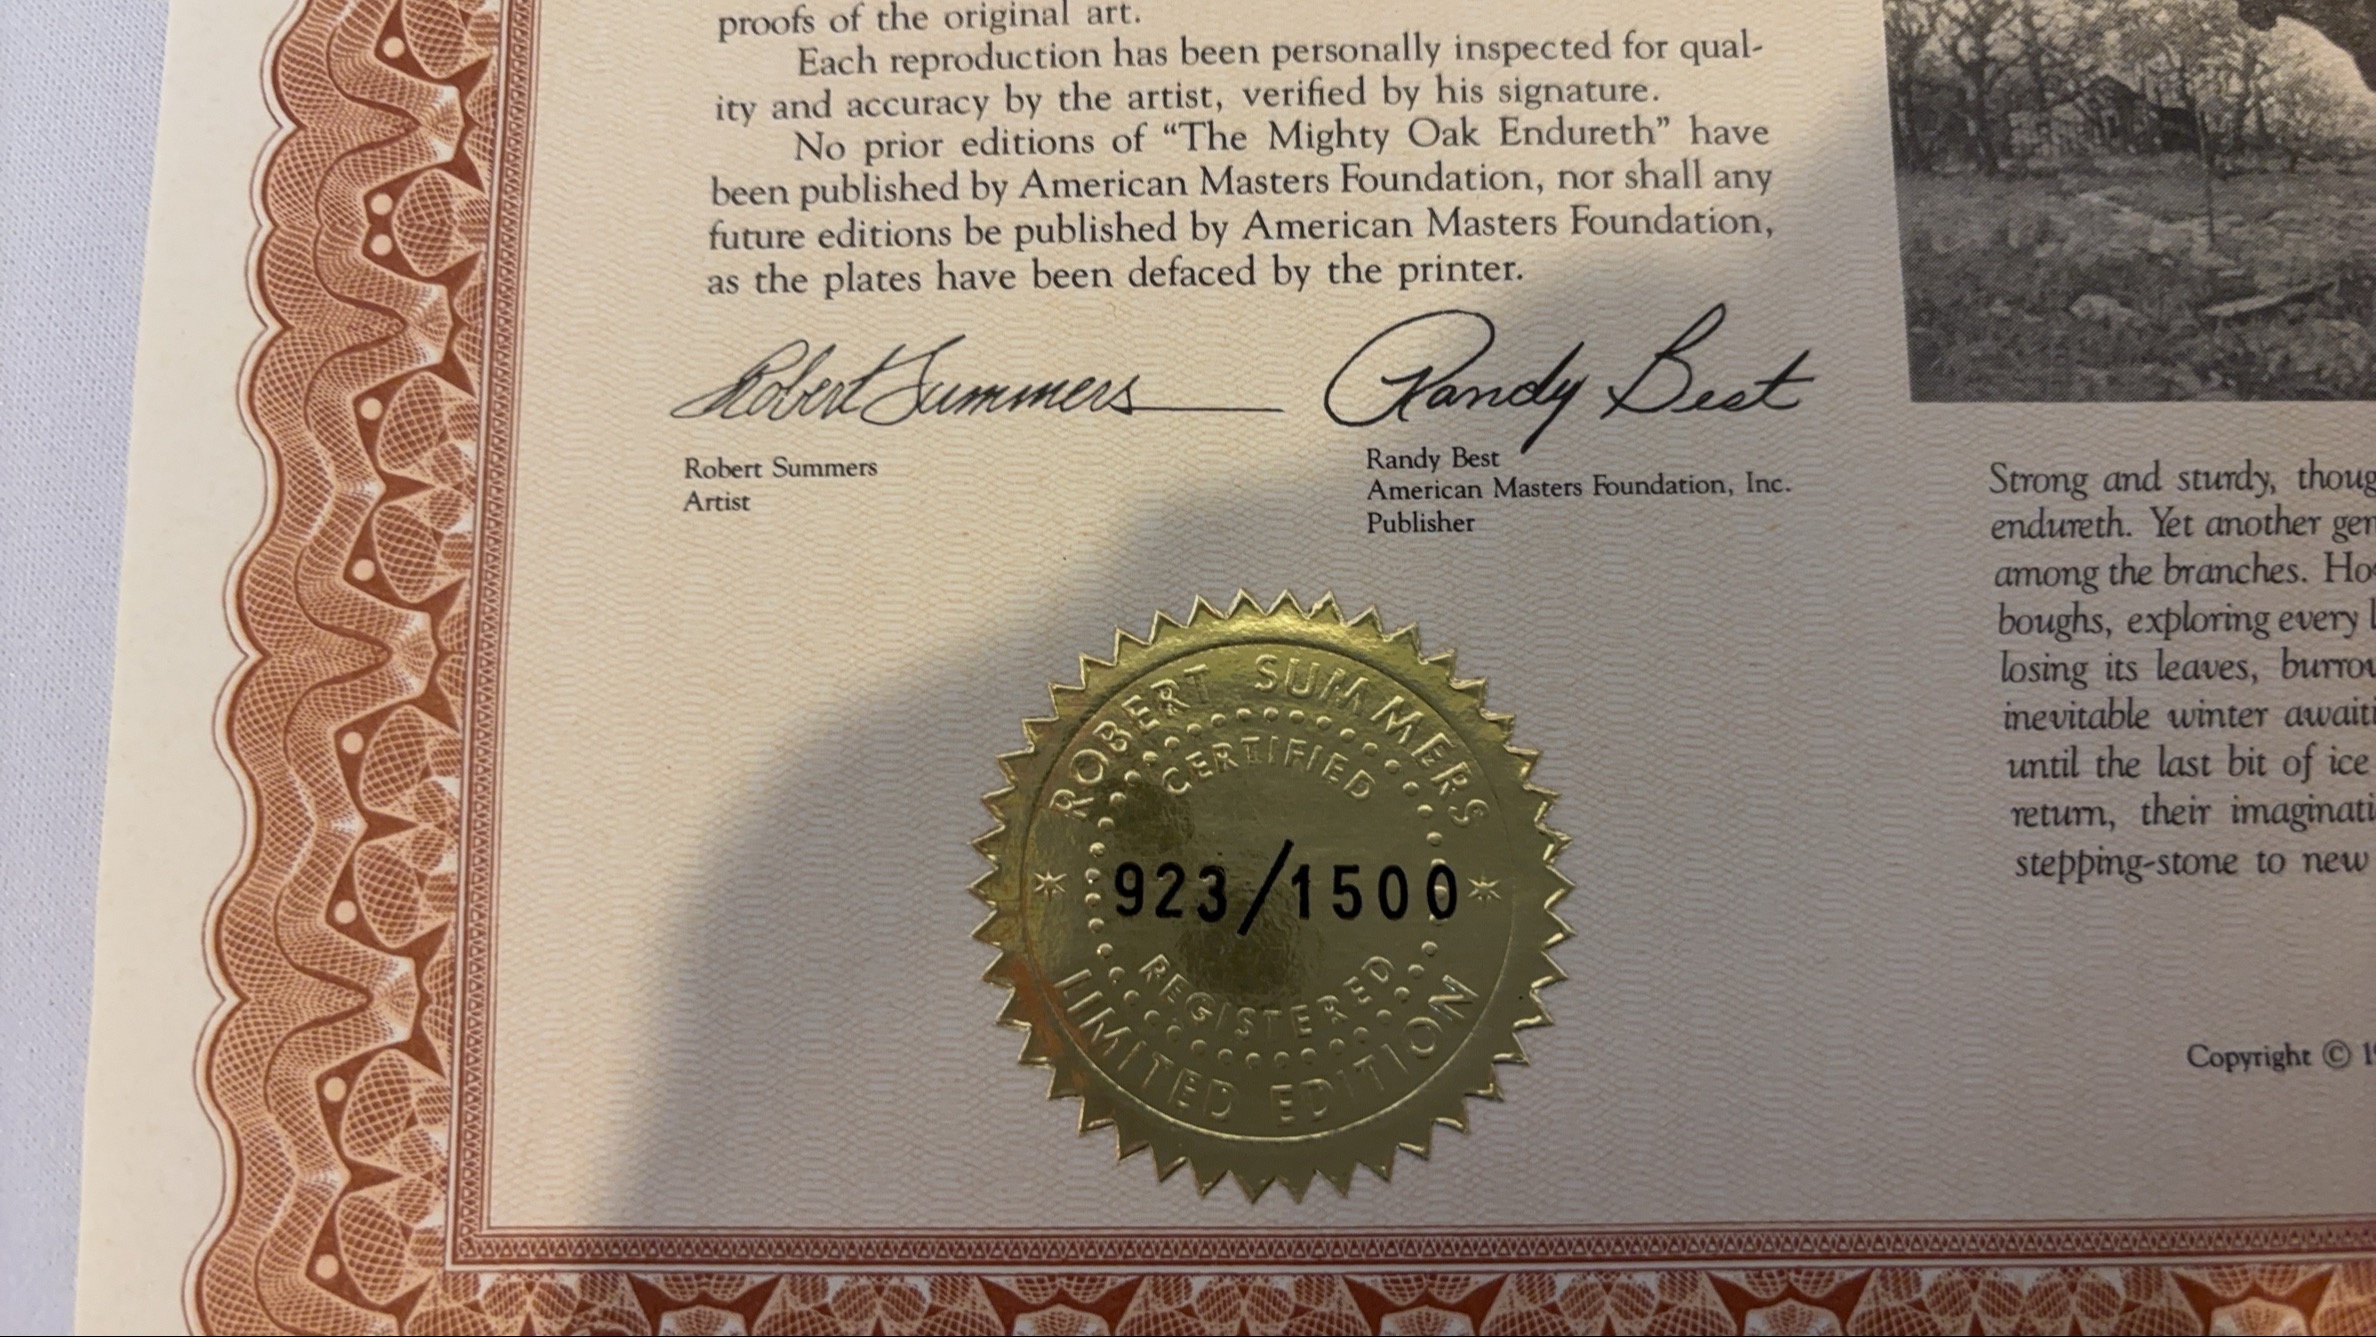 proofs of the original art.
Each reproduction has been personally inspected for qual-
ity and accuracy by the artist, verified by his signature.
No prior editions of “The Mighty Oak Endureth” have
been published by American Masters Foundation, nor shall any
future editions be published by American Masters Foundation,
as the plates have been defaced by the printer.
Robert Summers
Randy Best
Robert Summers
Artist
Randy Best
American Masters Foundation, Inc.
Publisher
ROBERT SUMMERS
CERTIFIED
923/1500
REGISTERED
LIMITED EDITION
Strong and sturdy,
endureth. Yet another
among the branches.
boughs, exploring every
losing its leaves,
inevitable winter
until the last bit of ice
return, their
stepping-stone to new
Copyright ©